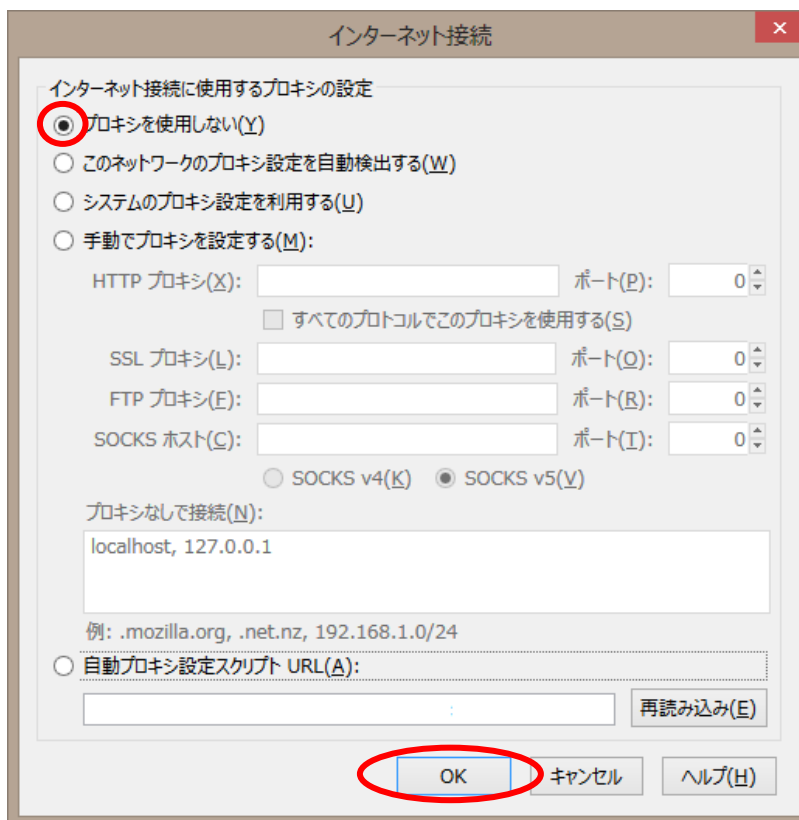 インターネット接続
インターネット接続に使用するプロキシの設定
プロキシを使用しない(Y)
このネットワークのプロキシ設定を自動検出する(W)
システムのプロキシ設定を利用する(U)
手動でプロキシを設定する(M):
HTTP プロキシ(X): ポート(P): 0
すべてのプロトコルでこのプロキシを使用する(S)
SSL プロキシ(L): ポート(O): 0
FTP プロキシ(F): ポート(R): 0
SOCKS ホスト(C): ポート(T): 0
SOCKS v4(K) SOCKS v5(V)
プロキシなしで接続(N):
localhost, 127.0.0.1
例: .mozilla.org, .net.nz, 192.168.1.0/24
自動プロキシ設定スクリプト URL(A):
再読み込み(E)
OK キャンセル ヘルプ(H)